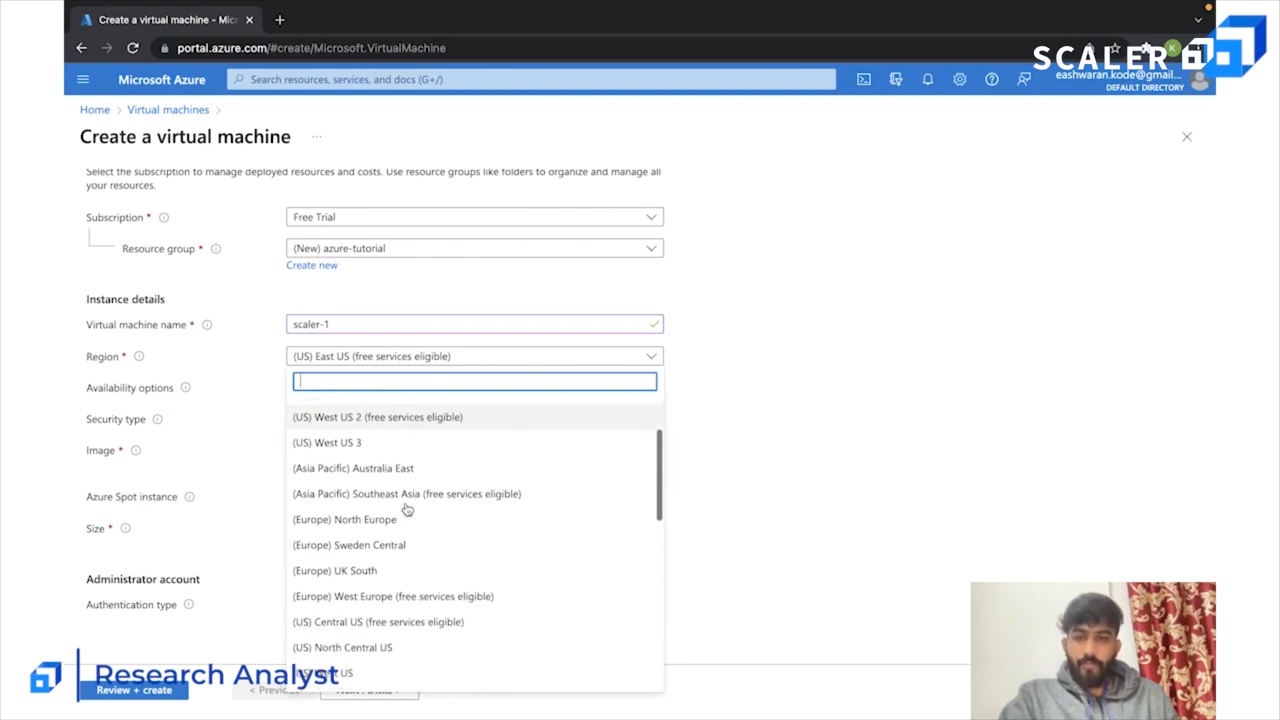 Create a virtual machine - Micr
portal.azure.com/#create/Microsoft.VirtualMachine
K
SCALER
Microsoft Azure
Search resources, services, and docs (G+/)
eashwaran.kode@gmail...
DEFAULT DIRECTORY
Home > Virtual machines >
Create a virtual machine ...
Select the subscription to manage deployed resources and costs. Use resource groups like folders to organize and manage all
your resources.
Subscription *
Free Trial
Resource group *
(New) azure-tutorial
Create new
Instance details
Virtual machine name *
scaler-1
Region *
(US) East US (free services eligible)
Availability options
Security type
Image *
Azure Spot instance
Size *
(US) West US 2 (free services eligible)
(US) West US 3
(Asia Pacific) Australia East
(Asia Pacific) Southeast Asia (free services eligible)
(Europe) North Europe
(Europe) Sweden Central
(Europe) UK South
(Europe) West Europe (free services eligible)
(US) Central US (free services eligible)
(US) North Central US
US
Administrator account
Authentication type
Research Analyst
Review + create
< Previous